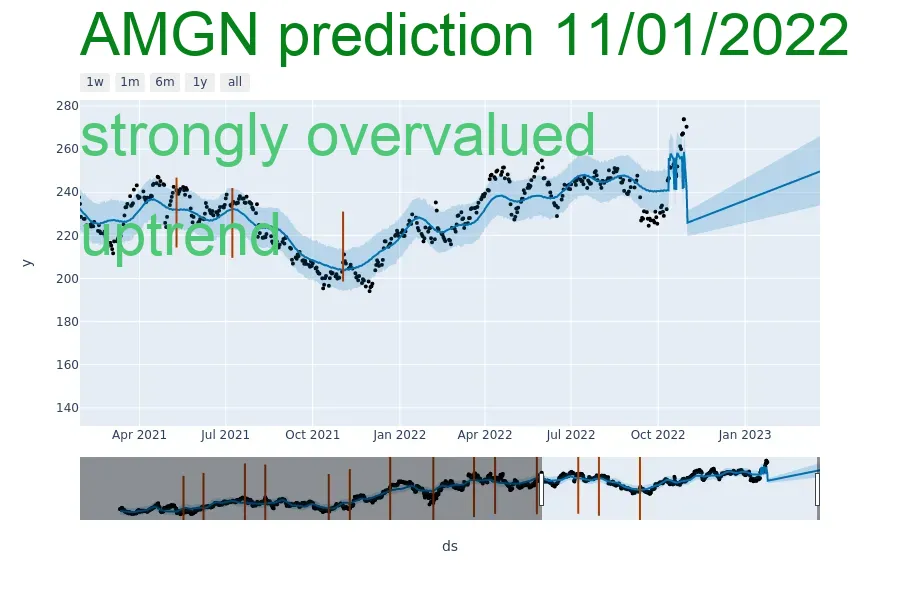 AMGN prediction 11/01/2022
1w 1m 6m 1y all
280
strongly overvalued
260
240
220
uptrend
y
200
180
160
140
Apr 2021 Jul 2021 Oct 2021 Jan 2022 Apr 2022 Jul 2022 Oct 2022 Jan 2023
ds